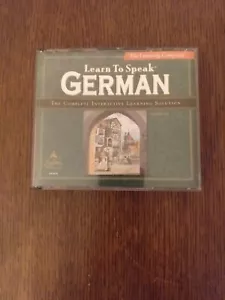 The Learning Company
Learn To Speak
GERMAN
The Complete Interactive Learning Solution